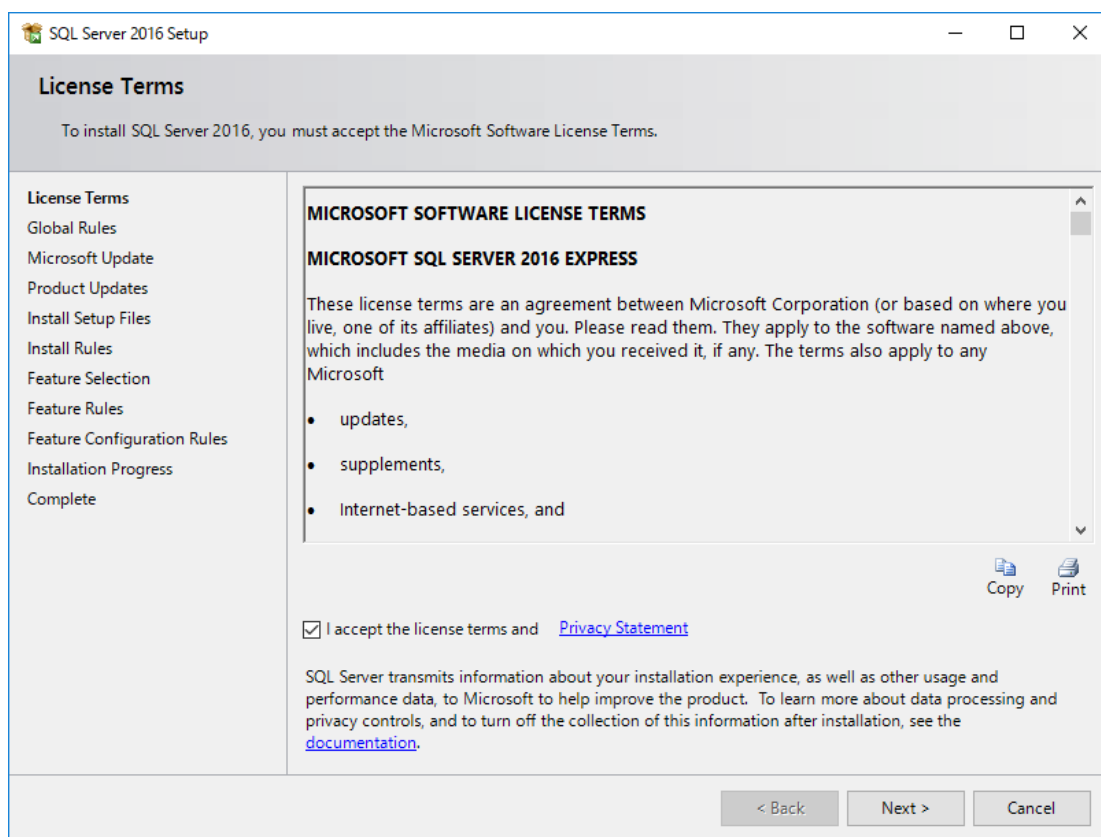 SQL Server 2016 Setup
License Terms
To install SQL Server 2016, you must accept the Microsoft Software License Terms.
License Terms
Global Rules
Microsoft Update
Product Updates
Install Setup Files
Install Rules
Feature Selection
Feature Rules
Feature Configuration Rules
Installation Progress
Complete
MICROSOFT SOFTWARE LICENSE TERMS
MICROSOFT SQL SERVER 2016 EXPRESS
These license terms are an agreement between Microsoft Corporation (or based on where you
live, one of its affiliates) and you. Please read them. They apply to the software named above,
which includes the media on which you received it, if any. The terms also apply to any
Microsoft
• updates,
• supplements,
• Internet-based services, and
Copy
Print
I accept the license terms and Privacy Statement
SQL Server transmits information about your installation experience, as well as other usage and
performance data, to Microsoft to help improve the product. To learn more about data processing and
privacy controls, and to turn off the collection of this information after installation, see the
documentation.
< Back
Next >
Cancel